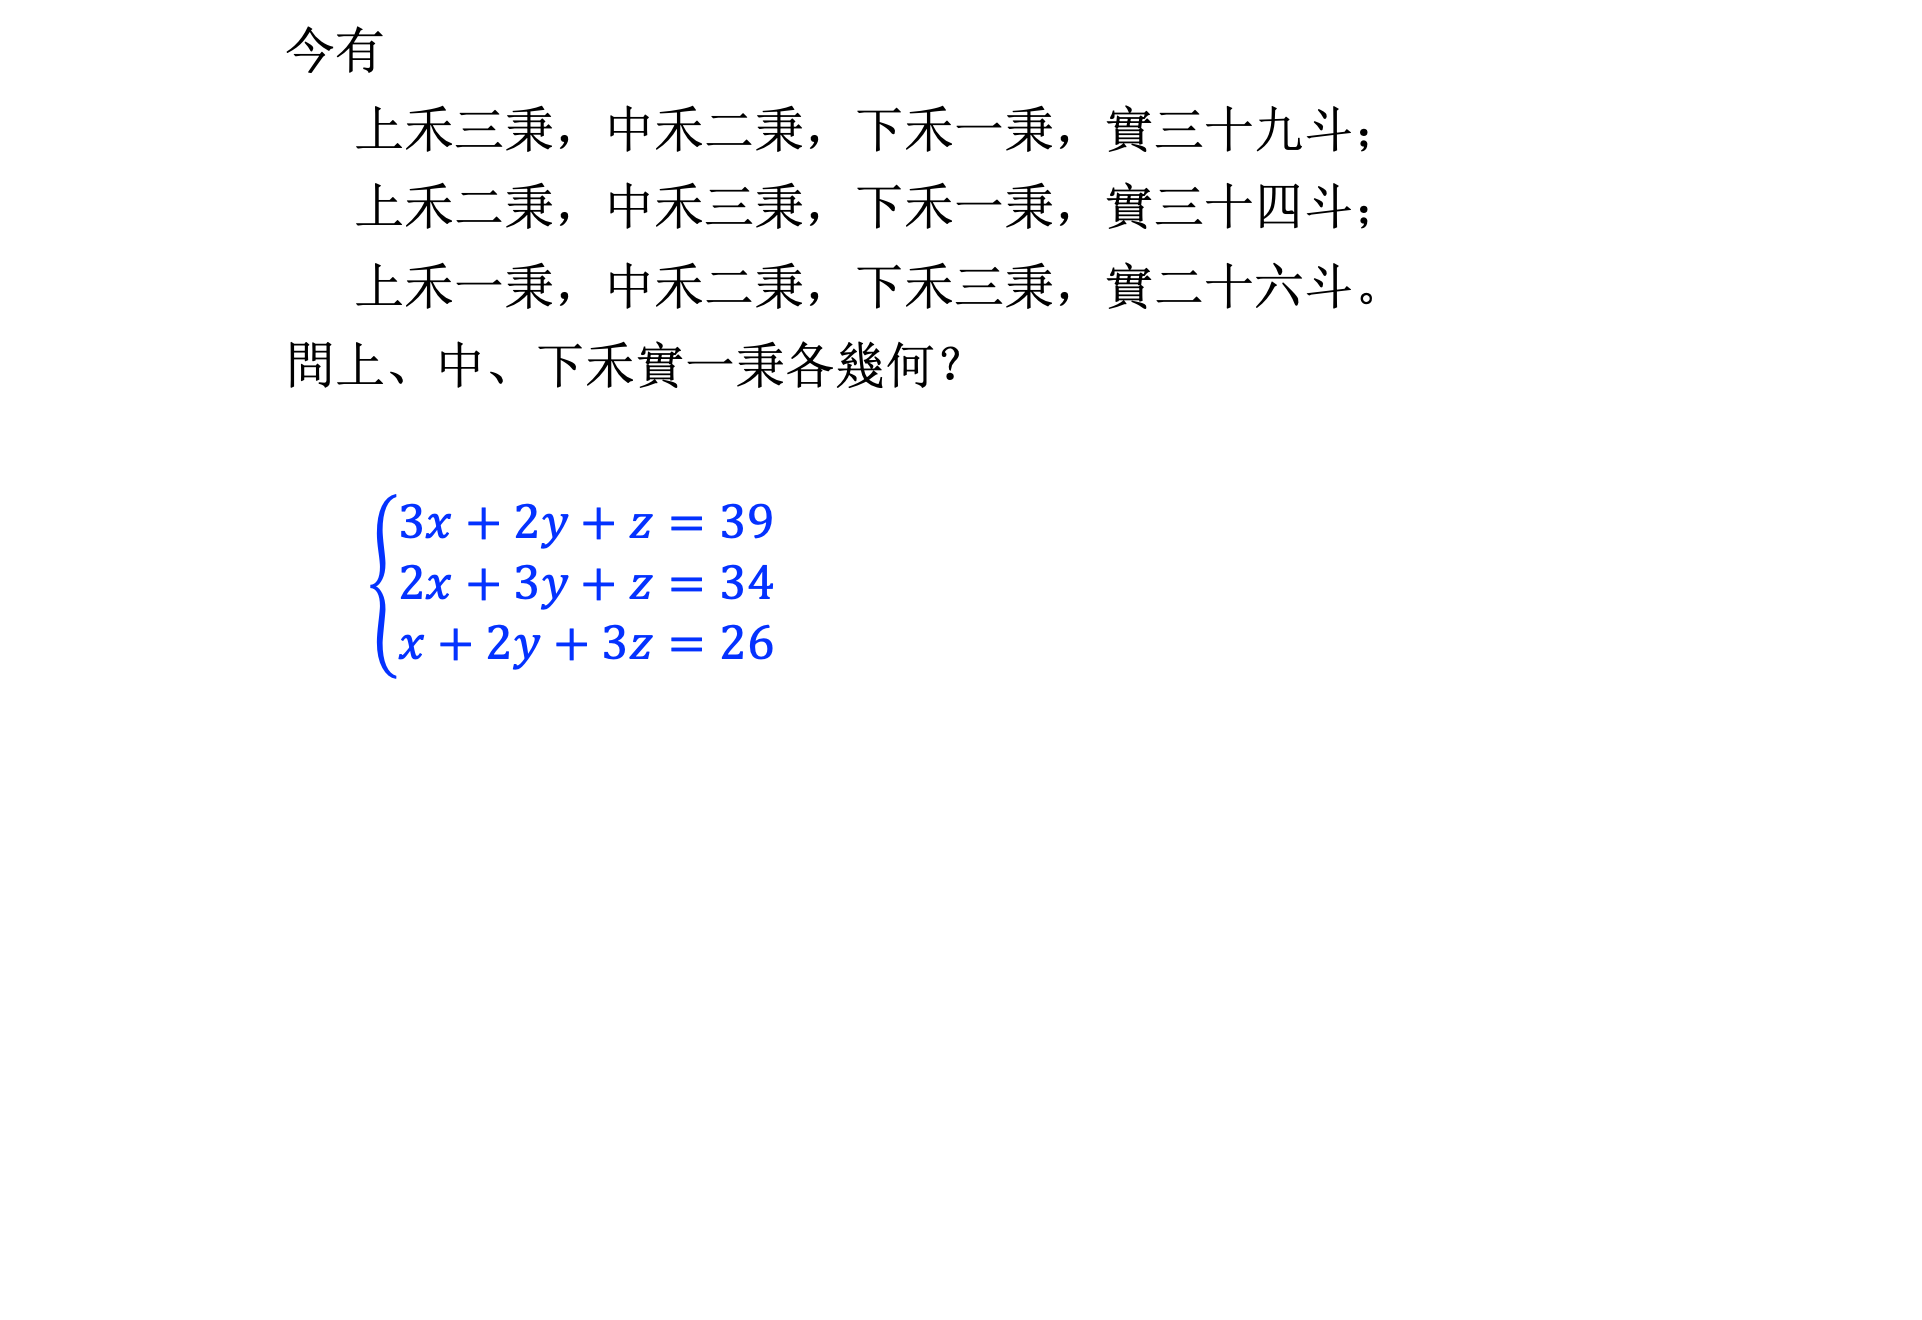 今有
上禾三秉，中禾二秉，下禾一秉，實三十九斗；
上禾二秉，中禾三秉，下禾一秉，實三十四斗；
上禾一秉，中禾二秉，下禾三秉，實二十六斗。
問上、中、下禾實一秉各幾何？
3x + 2y + z = 39
2x + 3y + z = 34
x + 2y + 3z = 26